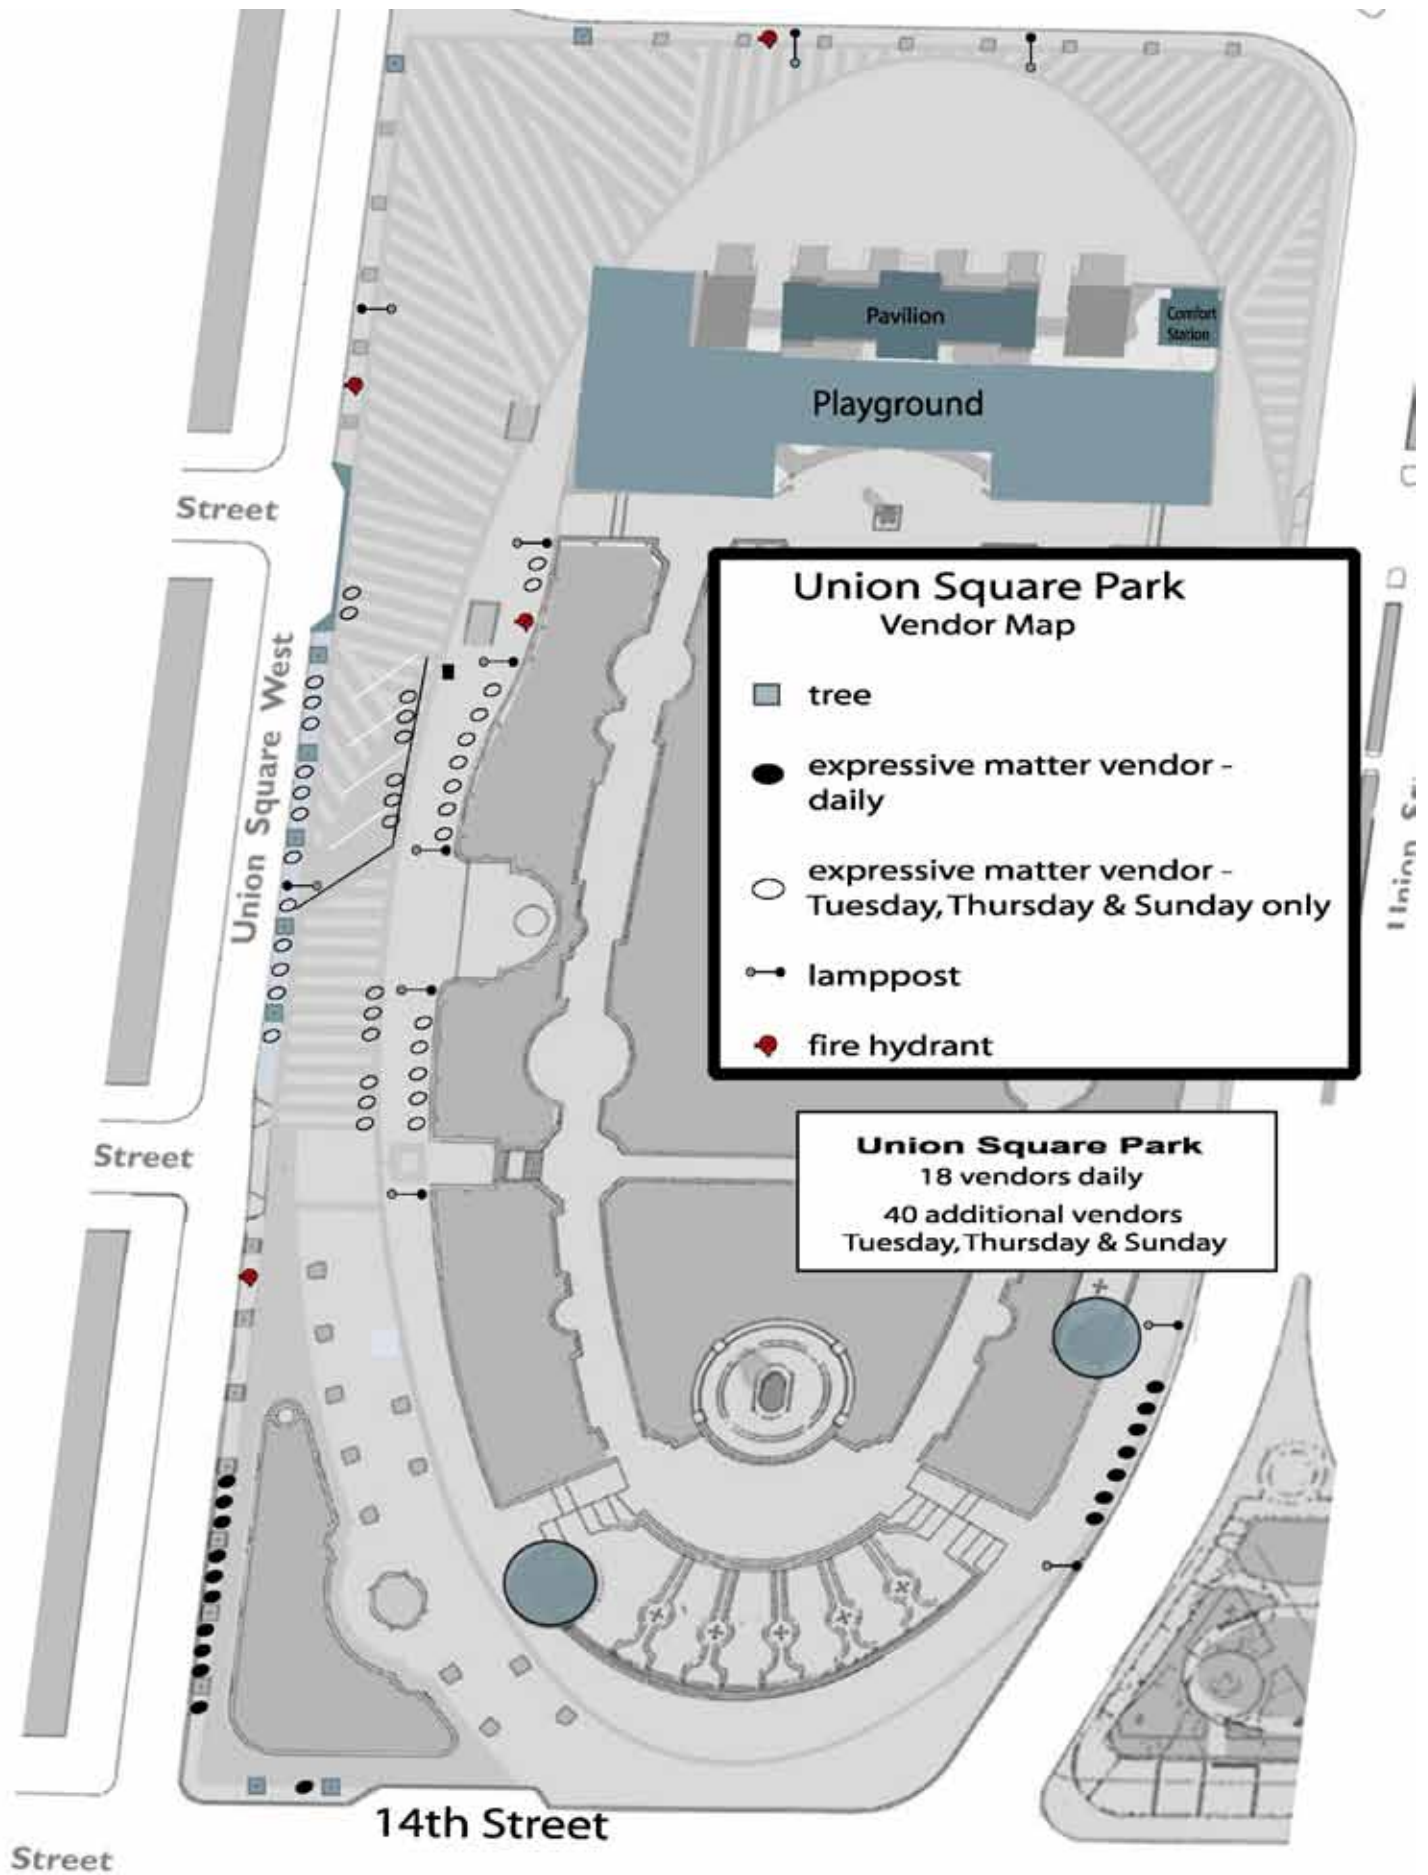 Pavilion
Comfort
Station
Playground
Street
Union Square West
Union Square Park
Vendor Map
tree
expressive matter vendor -
daily
expressive matter vendor -
Tuesday, Thursday & Sunday only
lamppost
fire hydrant
Street
Union Square Park
18 vendors daily
40 additional vendors
Tuesday, Thursday & Sunday
14th Street
Street